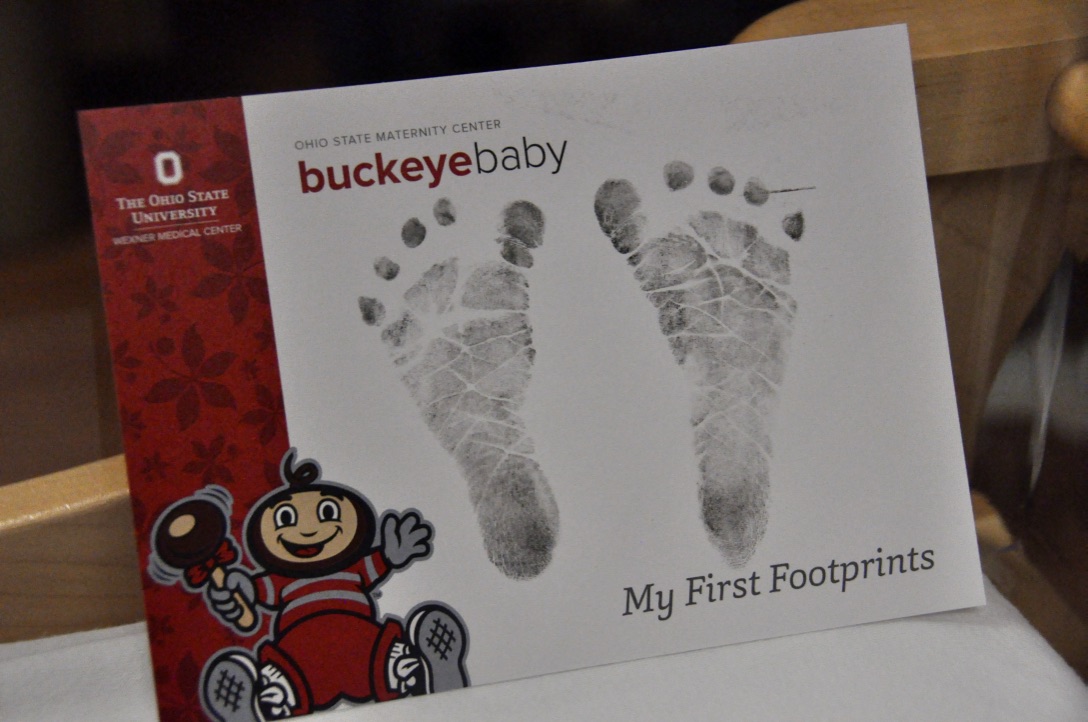 O
THE OHIO STATE
UNIVERSITY
WEXNER MEDICAL CENTER
OHIO STATE MATERNITY CENTER
buckeyebaby
My First Footprints